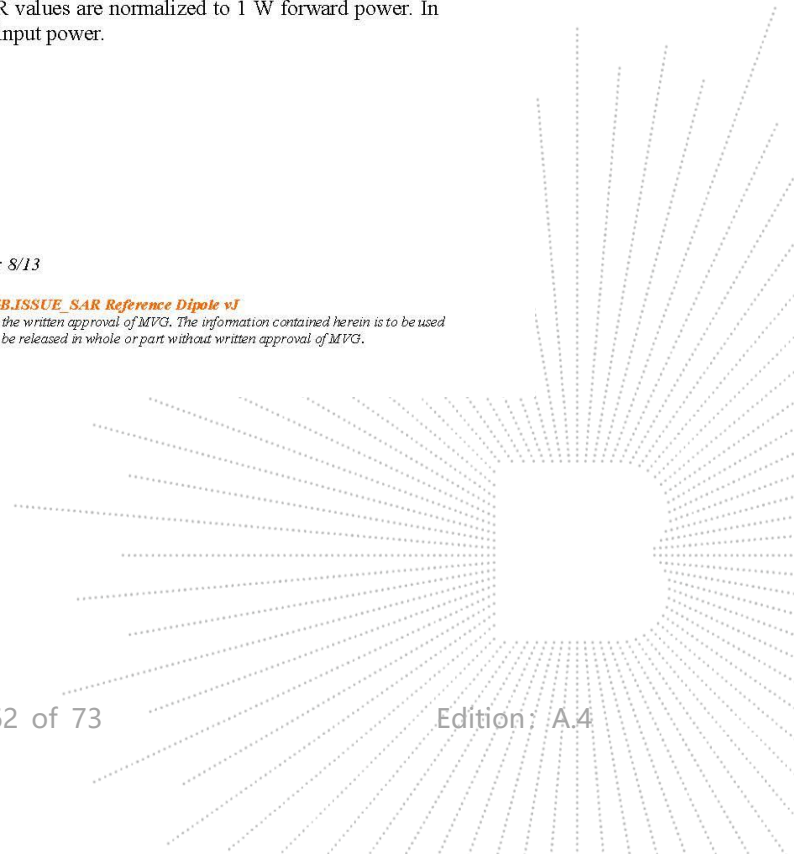 R values are normalized to 1 W forward power. In
input power.
: 8/13
B.ISSUE_SAR Reference Dipole vJ
the written approval of MVG. The information contained herein is to be used
be released in whole or part without written approval of MVG.
2 of 73 Edition: A.4